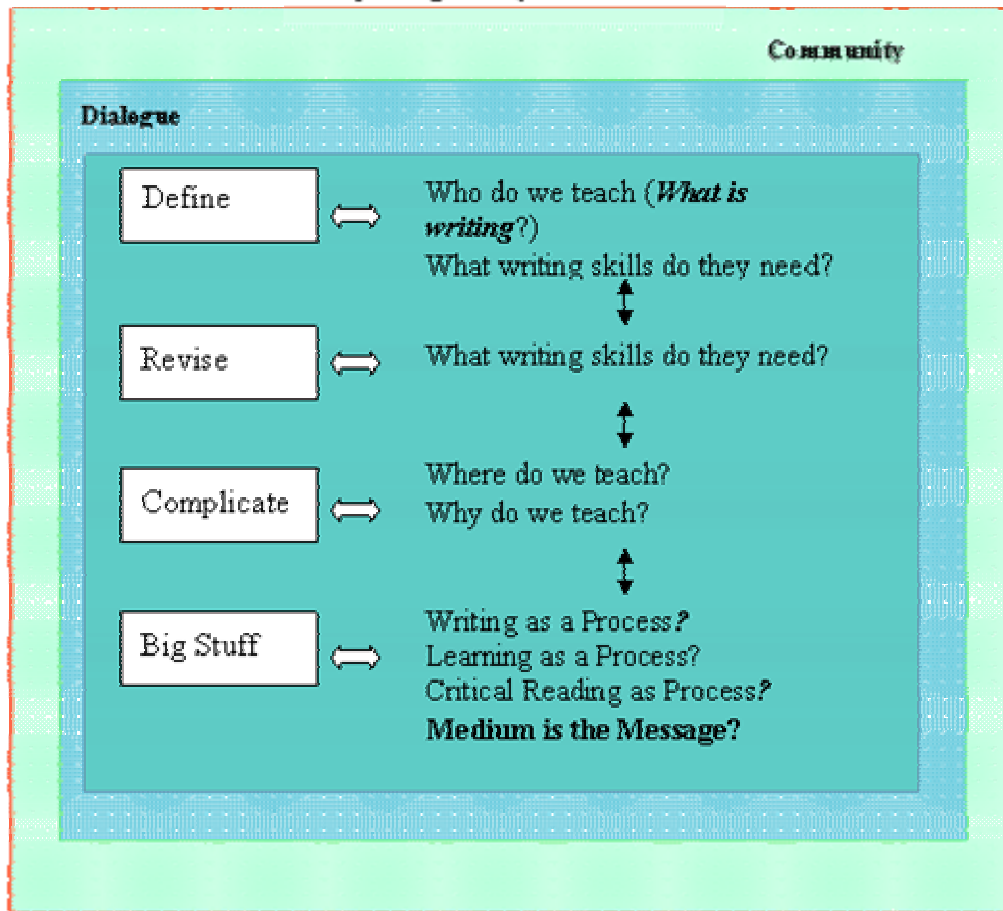 Community
Dialogue
Define
Who do we teach (What is
writing?)
What writing skills do they need?
Revise
What writing skills do they need?
Complicate
Where do we teach?
Why do we teach?
Big Stuff
Writing as a Process?
Learning as a Process?
Critical Reading as Process?
Medium is the Message?